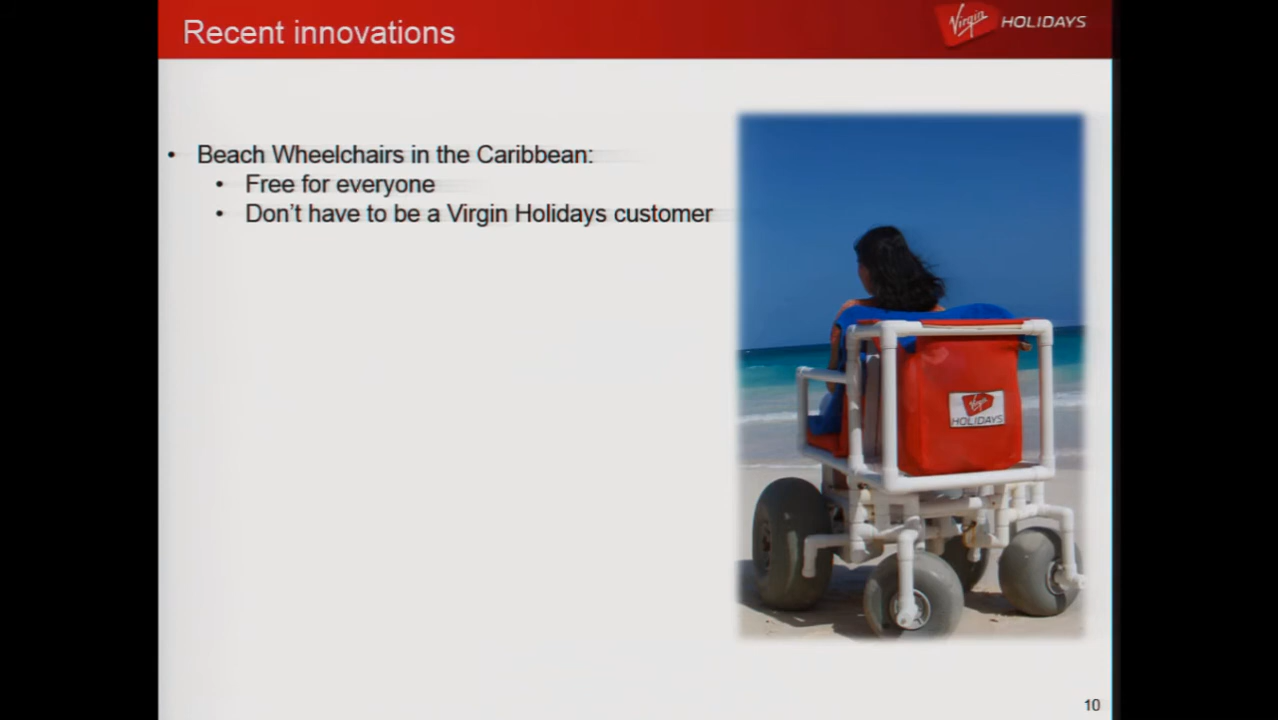 Recent innovations
Virgin HOLIDAYS
• Beach Wheelchairs in the Caribbean:
• Free for everyone
• Don't have to be a Virgin Holidays customer
Virgin
HOLIDAYS
10